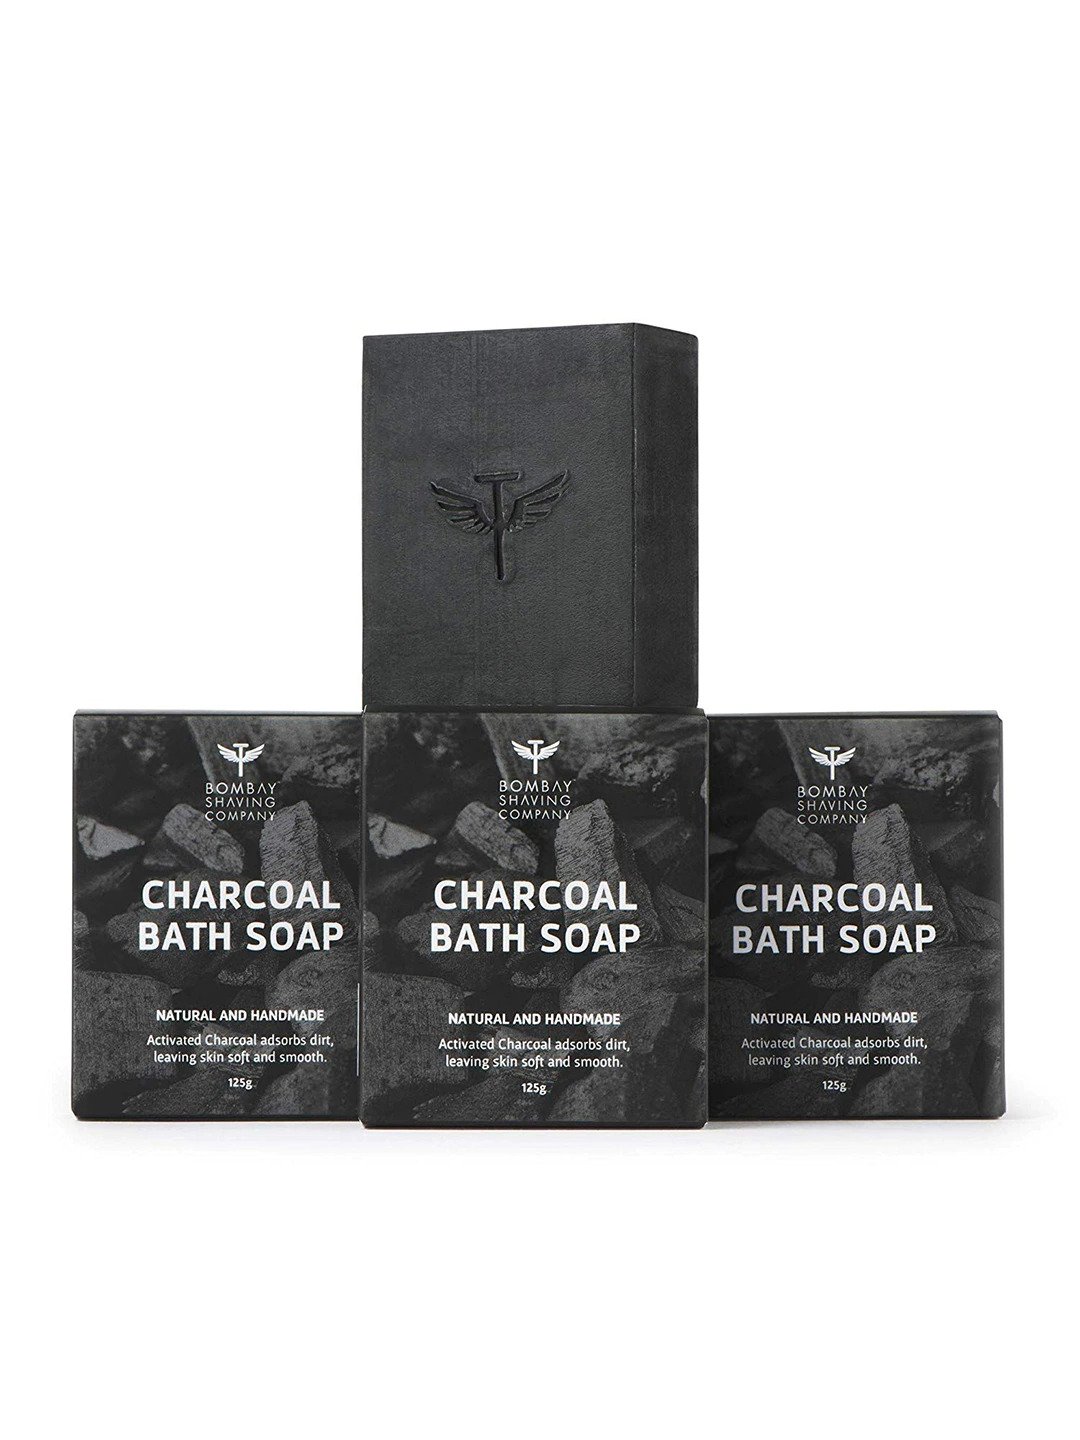 BOMBAY
SHAVING
COMPANY
CHARCOAL
BATH SOAP
NATURAL AND HANDMADE
Activated Charcoal adsorbs dirt,
leaving skin soft and smooth.
125g
BOMBAY
SHAVING
COMPANY
CHARCOAL
BATH SOAP
NATURAL AND HANDMADE
Activated Charcoal adsorbs dirt,
leaving skin soft and smooth.
125g
BOMBAY
SHAVING
COMPANY
CHARCOAL
BATH SOAP
NATURAL AND HANDMADE
Activated Charcoal adsorbs dirt,
leaving skin soft and smooth.
125g